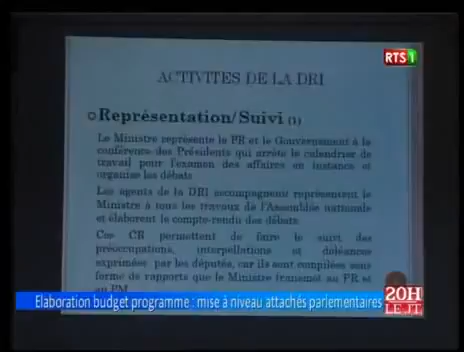 RTS1
ACTIVITES DE LA DRI
Représentation/Suivi (1)
Le Ministre représente le PR et le Gouvernement à la
conférence des Présidents qui arrête le calendrier de
travail pour l'examen des affaires en instance et
organise les débats
Les agents de la DRI accompagnent représentent le
Ministre à tous les travaux de l'Assemblée nationale
et élaborent le compte-rendu des débats
Ces CR permettent de faire le suivi des
préoccupations, interpellations et doléances
exprimées par les députés, car ils sont compilées sous
forme de rapports que le Ministre transmet au PR et
au PM
Elaboration budget programme : mise à niveau attachés parlementaires
20H
LE JT